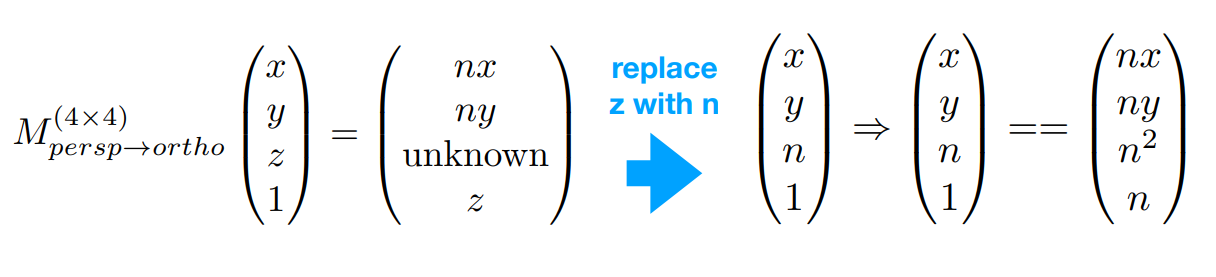 $M_{persp \to ortho}^{(4 \times 4)} \begin{pmatrix} x \\ y \\ z \\ 1 \end{pmatrix} = \begin{pmatrix} nx \\ ny \\ \text{unknown} \\ z \end{pmatrix}$
replace
z with n
$\begin{pmatrix} x \\ y \\ n \\ 1 \end{pmatrix} \Rightarrow \begin{pmatrix} x \\ y \\ n \\ 1 \end{pmatrix} == \begin{pmatrix} nx \\ ny \\ n^2 \\ n \end{pmatrix}$